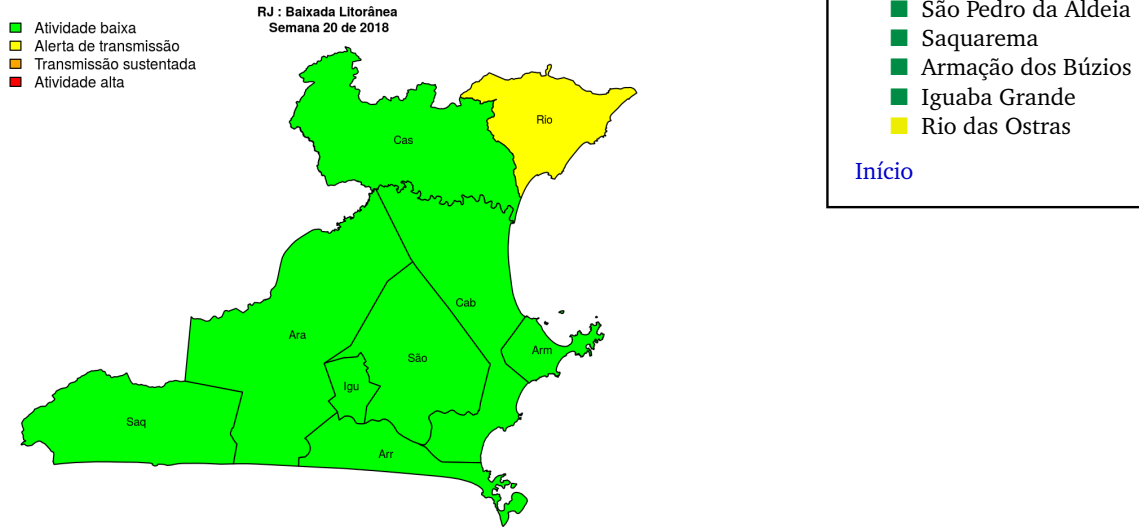 RJ : Baixada Litorânea
Semana 20 de 2018
Atividade baixa
Alerta de transmissão
Transmissão sustentada
Atividade alta
Rio
Cas
Cab
Ara
Arm
São
Igu
Saq
Arr
São Pedro da Aldeia
Saquarema
Armação dos Búzios
Iguaba Grande
Rio das Ostras
Início